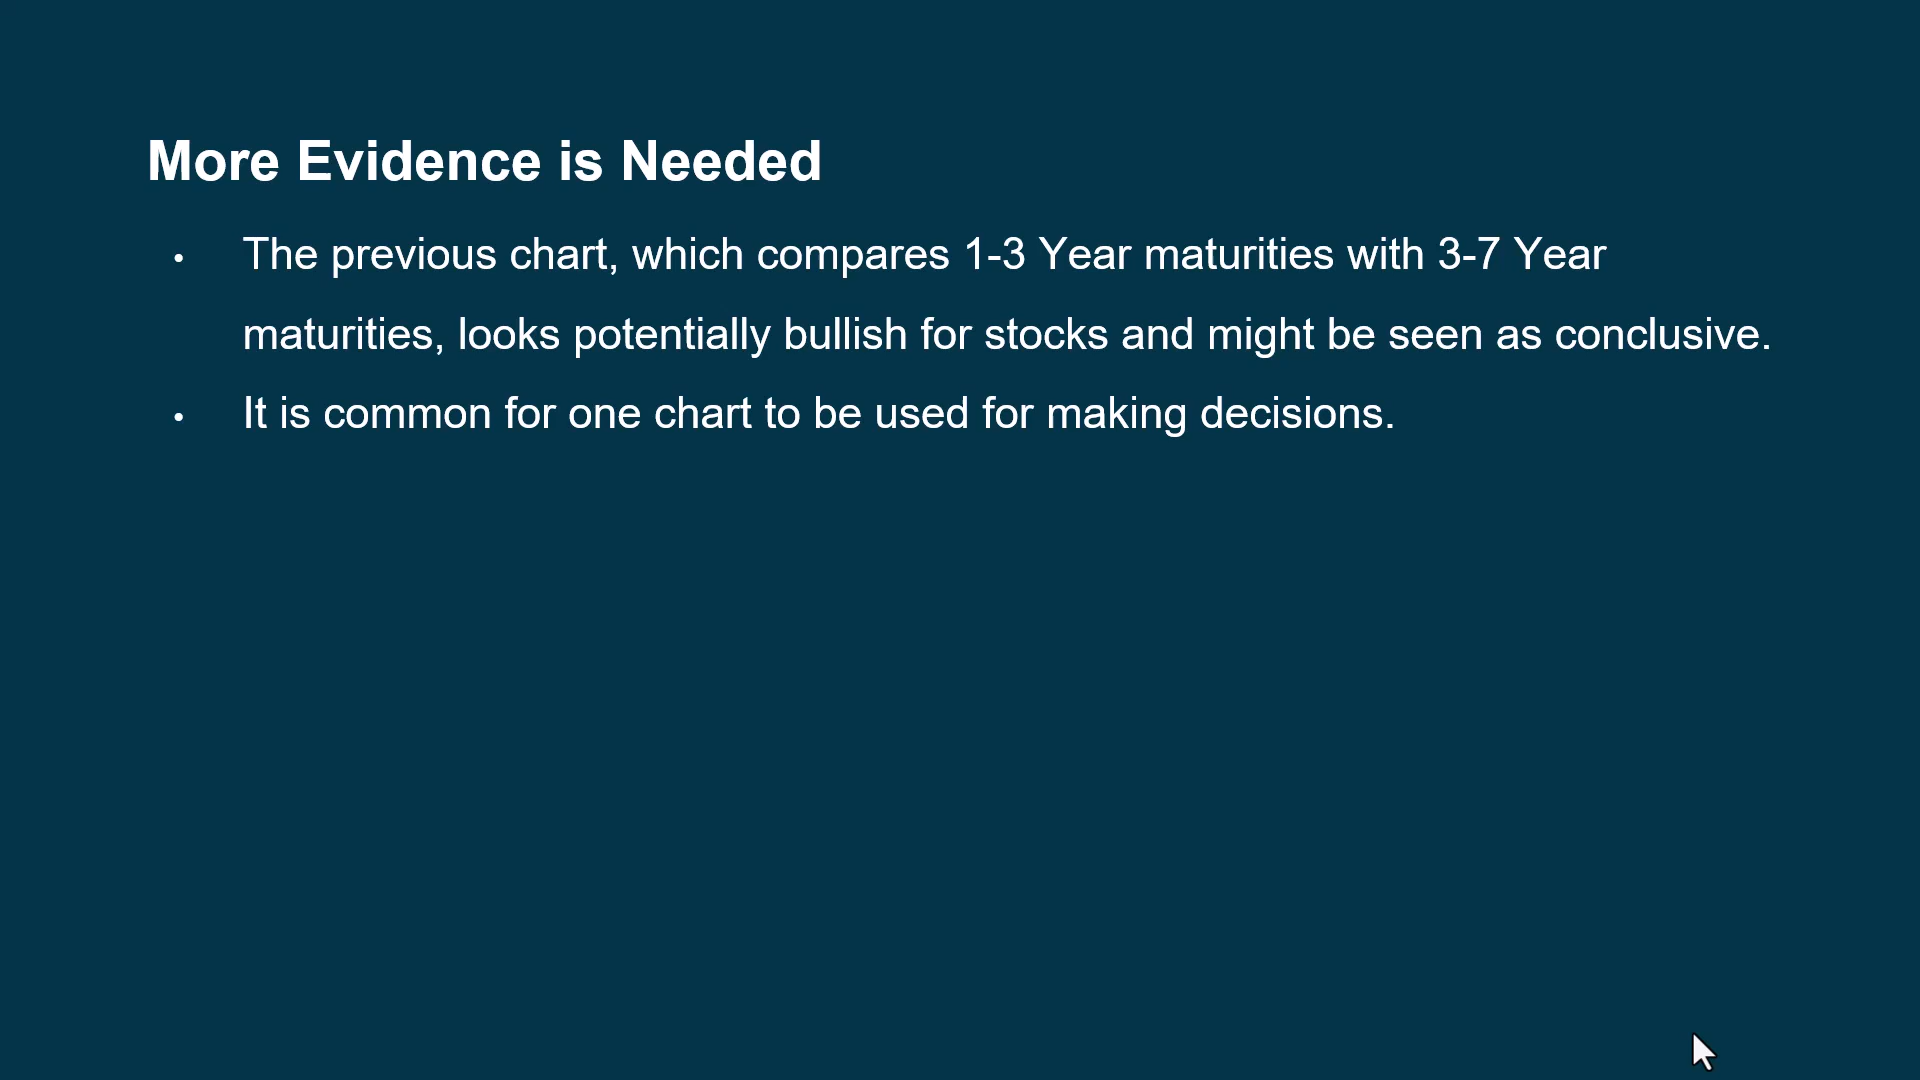 More Evidence is Needed
• The previous chart, which compares 1-3 Year maturities with 3-7 Year
maturities, looks potentially bullish for stocks and might be seen as conclusive.
• It is common for one chart to be used for making decisions.